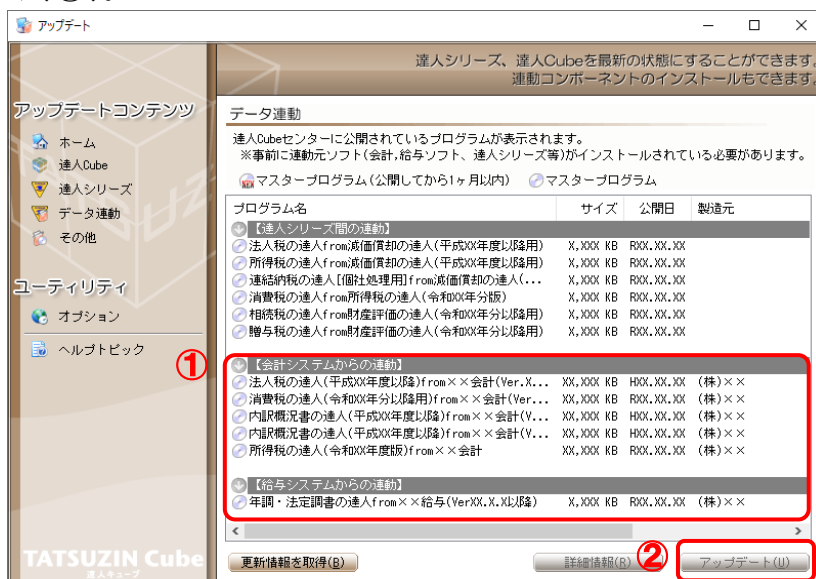 アップデート
達人シリーズ、達人Cubeを最新の状態にすることができます。
連動コンポーネントのインストールもできます。
アップデートコンテンツ
ホーム
達人Cube
達人シリーズ
データ連動
その他
ユーティリティ
オプション
ヘルプトピック
データ連動
達人Cubeセンターに公開されているプログラムが表示されます。
※事前に連動元ソフト(会計,給与ソフト、達人シリーズ等)がインストールされている必要があります。
マスタープログラム(公開してから1ヶ月以内) マスタープログラム
プログラム名 サイズ 公開日 製造元
【達人シリーズ間の連動】
法人税の達人from減価償却の達人(平成XX年度以降用) X,XXX KB RXX.XX.XX
所得税の達人from減価償却の達人(平成XX年度以降用) X,XXX KB RXX.XX.XX
連結納税の達人[個社処理用]from減価償却の達人(... X,XXX KB RXX.XX.XX
消費税の達人from所得税の達人(令和XX年分版) X,XXX KB RXX.XX.XX
相続税の達人from財産評価の達人(令和XX年分以降用) X,XXX KB RXX.XX.XX
贈与税の達人from財産評価の達人(令和XX年分以降用) X,XXX KB RXX.XX.XX
①
【会計システムからの連動】
法人税の達人(平成XX年度以降)from××会計(Ver.X... XX,XXX KB HXX.XX.XX (株)××
消費税の達人(令和XX年分以降用)from××会計(Ver... XX,XXX KB RXX.XX.XX (株)××
内訳概況書の達人(平成XX年度以降)from××会計(V... XX,XXX KB HXX.XX.XX (株)××
内訳概況書の達人(平成XX年度以降)from××会計(V... XX,XXX KB RXX.XX.XX (株)××
所得税の達人(令和XX年度版)from××会計 XX,XXX KB RXX.XX.XX (株)××
【給与システムからの連動】
年調・法定調書の達人from××給与(VerXX.X.X以降) X,XXX KB RXX.XX.XX (株)××
更新情報を取得(B) 詳細情報(R) ② アップデート(U)
TATSUZIN Cube
達人キューブ